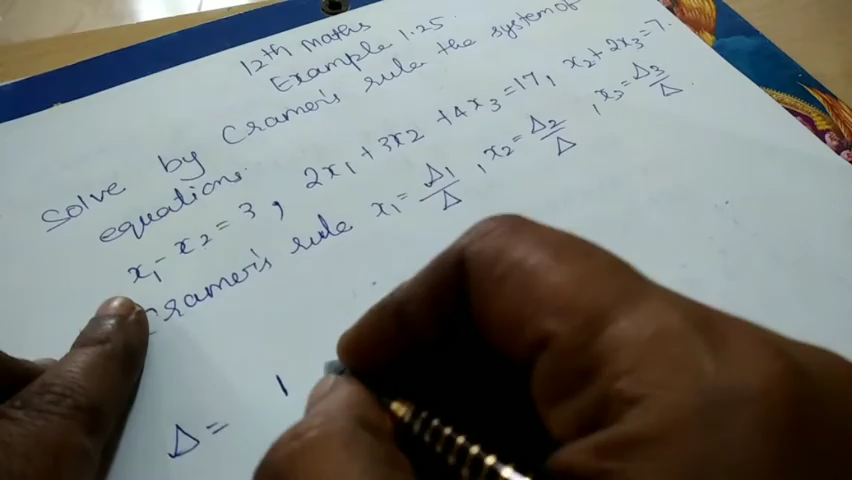 12th maths
Example 1.25.
Solve by Cramer's rule the system of
equations.
x₁ - x₂ = 3 , 2x₁ + 3x₂ + 4x₃ = 17, x₂ + 2x₃ = 7.
Cramer's rule x₁ = Δ₁/Δ , x₂ = Δ₂/Δ , x₃ = Δ₃/Δ .
Δ = 1